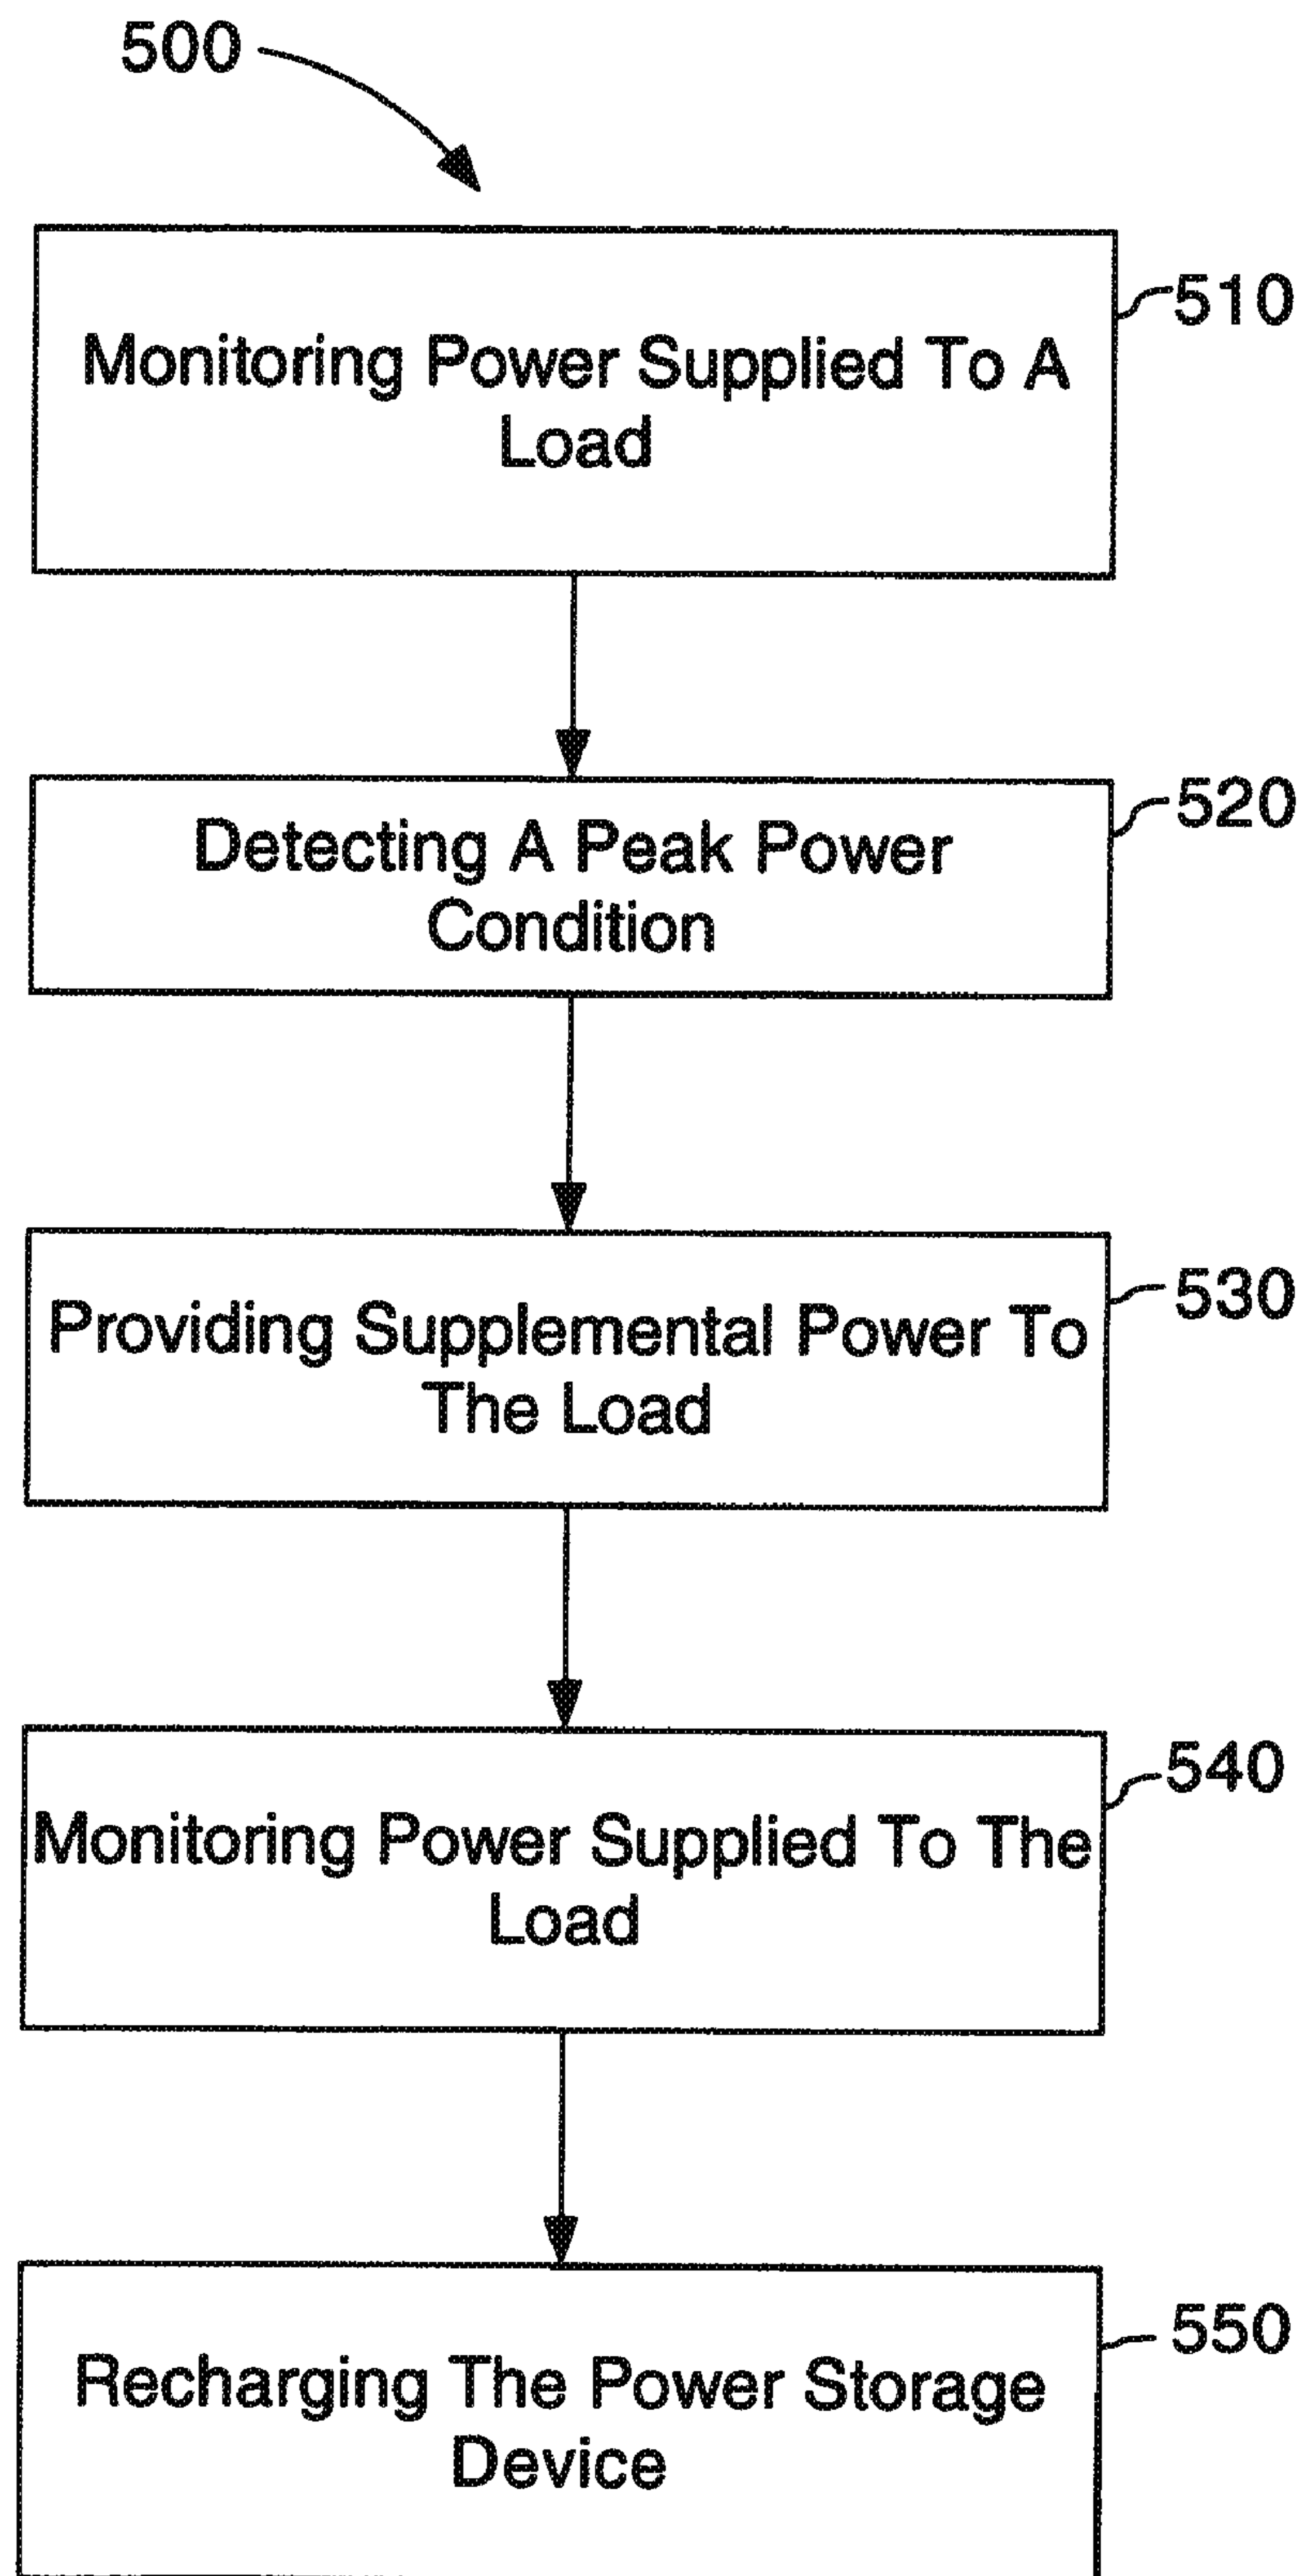 500
Monitoring Power Supplied To A
Load
510
Detecting A Peak Power
Condition
520
Providing Supplemental Power To
The Load
530
Monitoring Power Supplied To The
Load
540
Recharging The Power Storage
Device
550